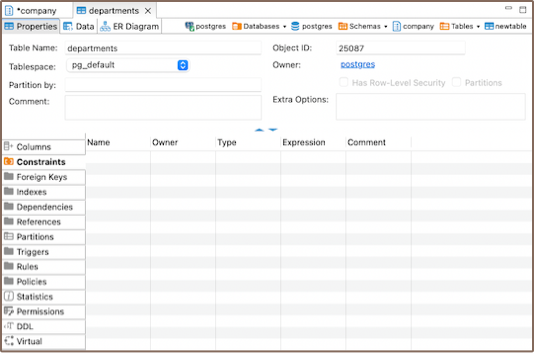 *company departments
Properties Data ER Diagram postgres Databases postgres Schemas company Tables newtable
Table Name: departments Object ID: 25087
Tablespace: pg_default Owner: postgres
Partition by: Has Row-Level Security Partitions
Comment: Extra Options:
Name Owner Type Expression Comment
Columns
Constraints
Foreign Keys
Indexes
Dependencies
References
Partitions
Triggers
Rules
Policies
Statistics
Permissions
DDL
Virtual